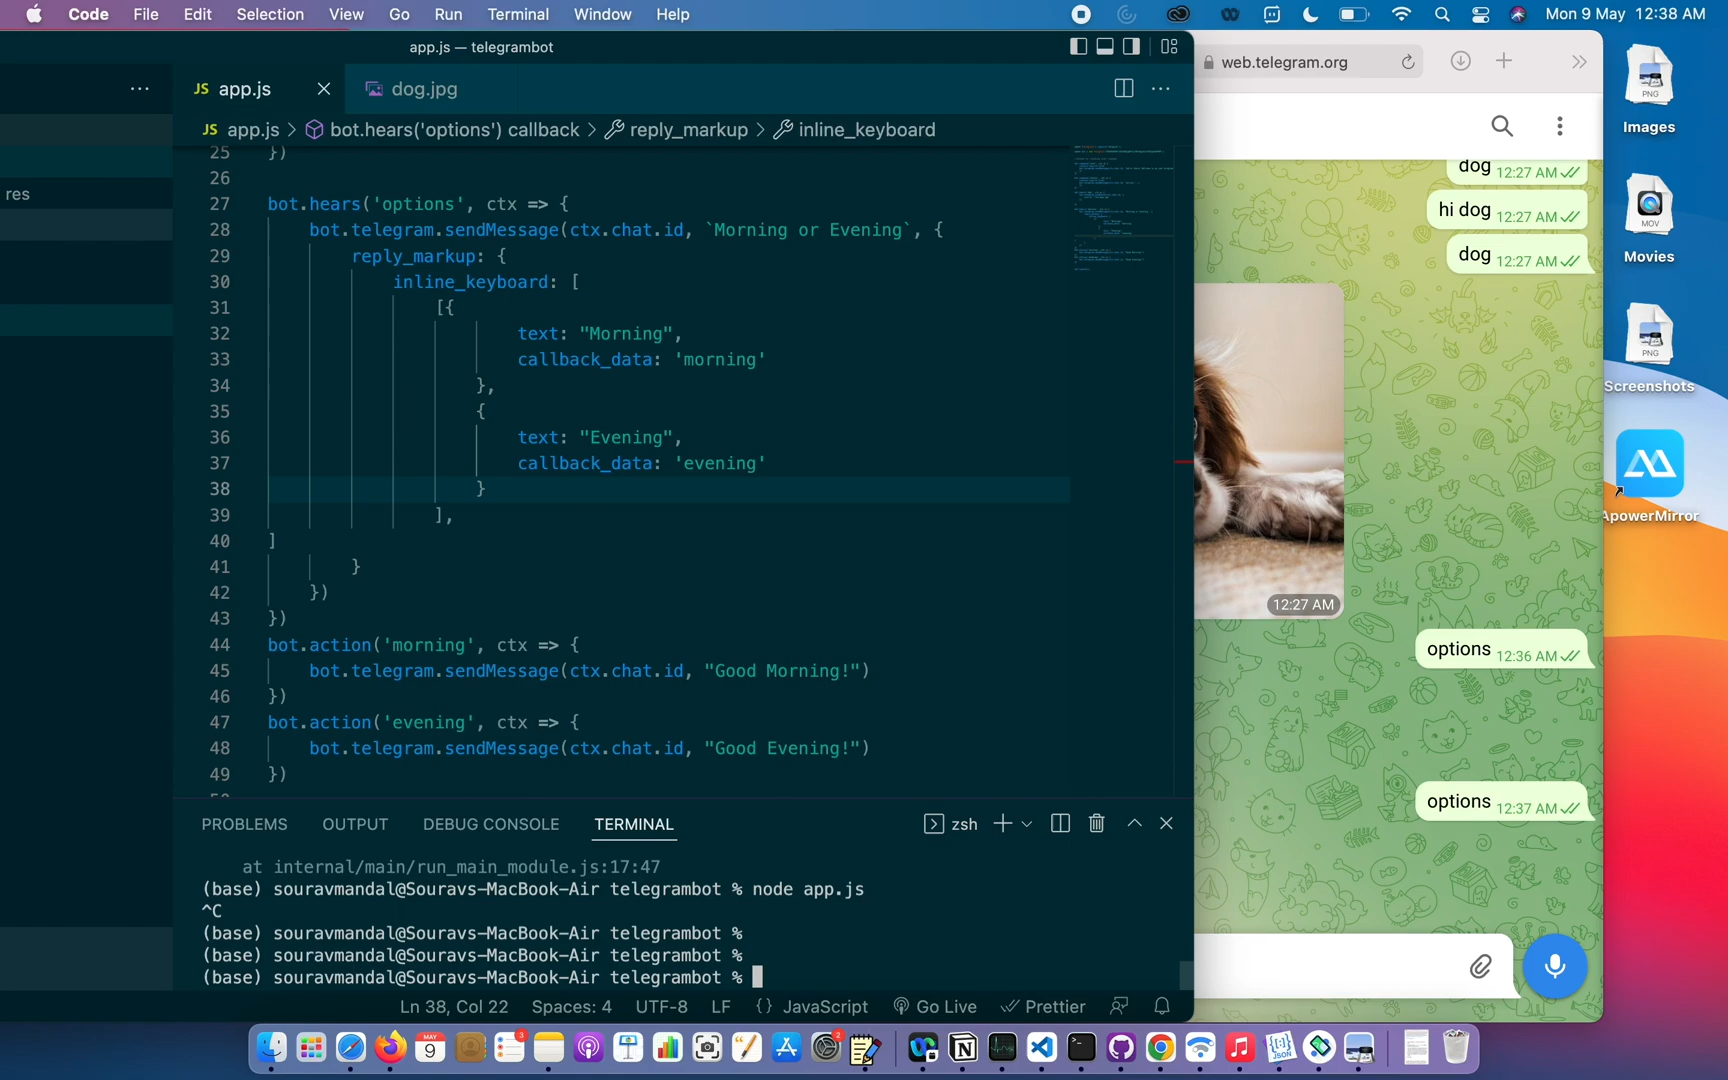 Code File Edit Selection View Go Run Terminal Window Help Mon 9 May 12:38 AM
app.js — telegrambot
web.telegram.org
JS app.js dog.jpg
JS app.js > bot.hears('options') callback > reply_markup > inline_keyboard
res
25 })
26
27 bot.hears('options', ctx => {
28 bot.telegram.sendMessage(ctx.chat.id, `Morning or Evening`, {
29 reply_markup: {
30 inline_keyboard: [
31 [{
32 text: "Morning",
33 callback_data: 'morning'
34 },
35 {
36 text: "Evening",
37 callback_data: 'evening'
38 }
39 ],
40 ]
41 }
42 })
43 })
44 bot.action('morning', ctx => {
45 bot.telegram.sendMessage(ctx.chat.id, "Good Morning!")
46 })
47 bot.action('evening', ctx => {
48 bot.telegram.sendMessage(ctx.chat.id, "Good Evening!")
49 })
PROBLEMS OUTPUT DEBUG CONSOLE TERMINAL zsh
at internal/main/run_main_module.js:17:47
(base) souravmandal@Souravs-MacBook-Air telegrambot % node app.js
^C
(base) souravmandal@Souravs-MacBook-Air telegrambot %
(base) souravmandal@Souravs-MacBook-Air telegrambot %
(base) souravmandal@Souravs-MacBook-Air telegrambot %
Ln 38, Col 22 Spaces: 4 UTF-8 LF {} JavaScript Go Live Prettier
dog 12:27 AM
hi dog 12:27 AM
dog 12:27 AM
12:27 AM
options 12:36 AM
options 12:37 AM
PNG
Images
MOV
Movies
PNG
Screenshots
ApowerMirror
MAY
9
3
2
JSON